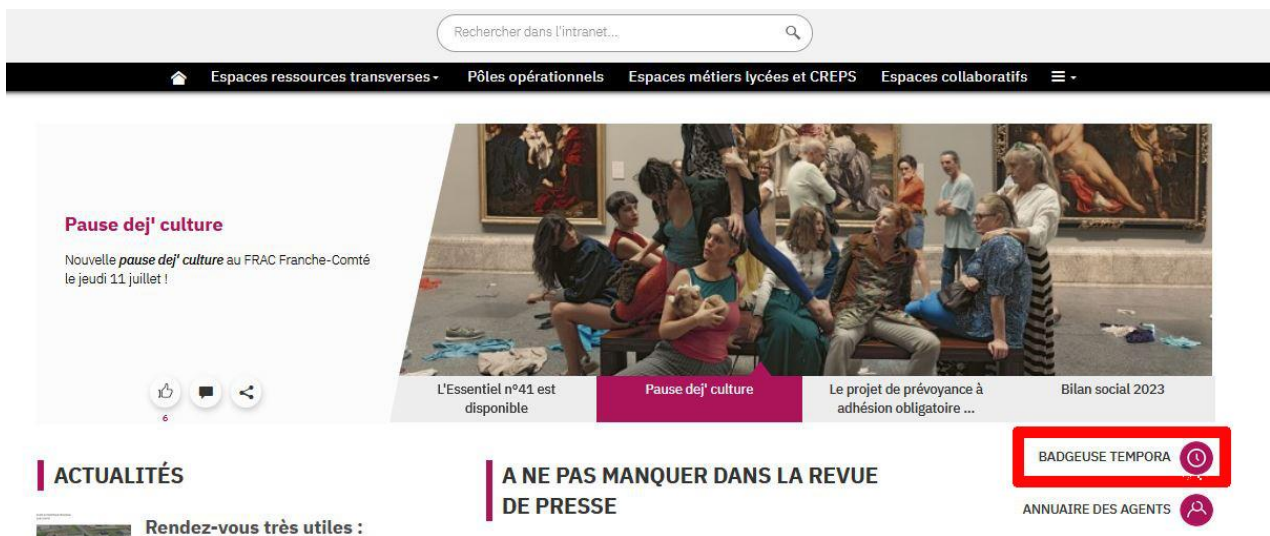 Rechercher dans l'intranet...
Espaces ressources transverses Pôles opérationnels Espaces métiers lycées et CREPS Espaces collaboratifs
Pause dej' culture
Nouvelle pause dej' culture au FRAC Franche-Comté
le jeudi 11 juillet !
6
L'Essentiel nº41 est
disponible
Pause dej' culture
Le projet de prévoyance à
adhésion obligatoire ...
Bilan social 2023
BADGEUSE TEMPORA
ANNUAIRE DES AGENTS
ACTUALITÉS
Rendez-vous très utiles :
A NE PAS MANQUER DANS LA REVUE
DE PRESSE